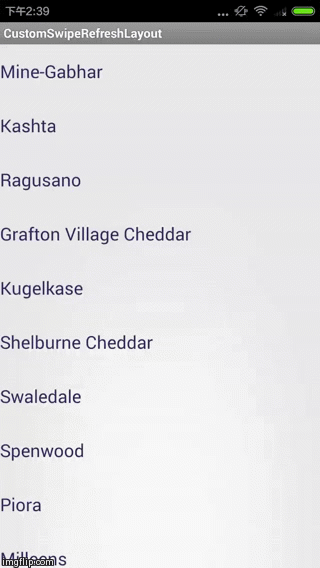 下午2:39
CustomSwipeRefreshLayout
Mine-Gabhar
Kashta
Ragusano
Grafton Village Cheddar
Kugelkase
Shelburne Cheddar
Swaledale
Spenwood
Piora
Milleens
imgflip.com